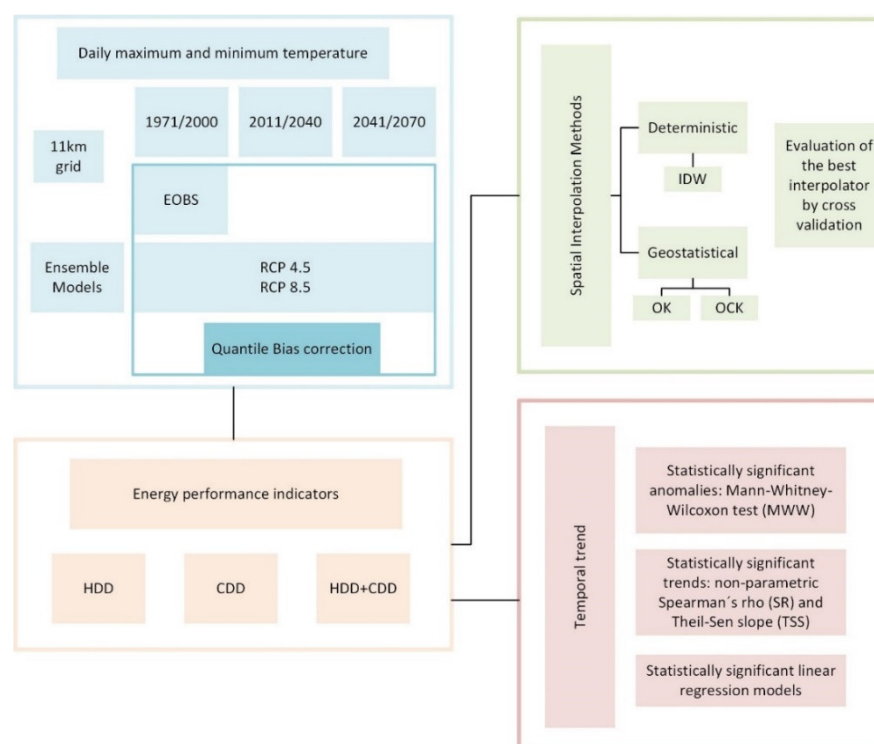 Daily maximum and minimum temperature
1971/2000
2011/2040
2041/2070
11km
grid
EOBS
Ensemble
Models
RCP 4.5
RCP 8.5
Quantile Bias correction
Energy performance indicators
HDD
CDD
HDD+CDD
Spatial Interpolation Methods
Deterministic
IDW
Geostatistical
OK
OCK
Evaluation of
the best
interpolator
by cross
validation
Temporal trend
Statistically significant
anomalies: Mann-Whitney-
Wilcoxon test (MWW)
Statistically significant
trends: non-parametric
Spearman´s rho (SR) and
Theil-Sen slope (TSS)
Statistically significant linear
regression models